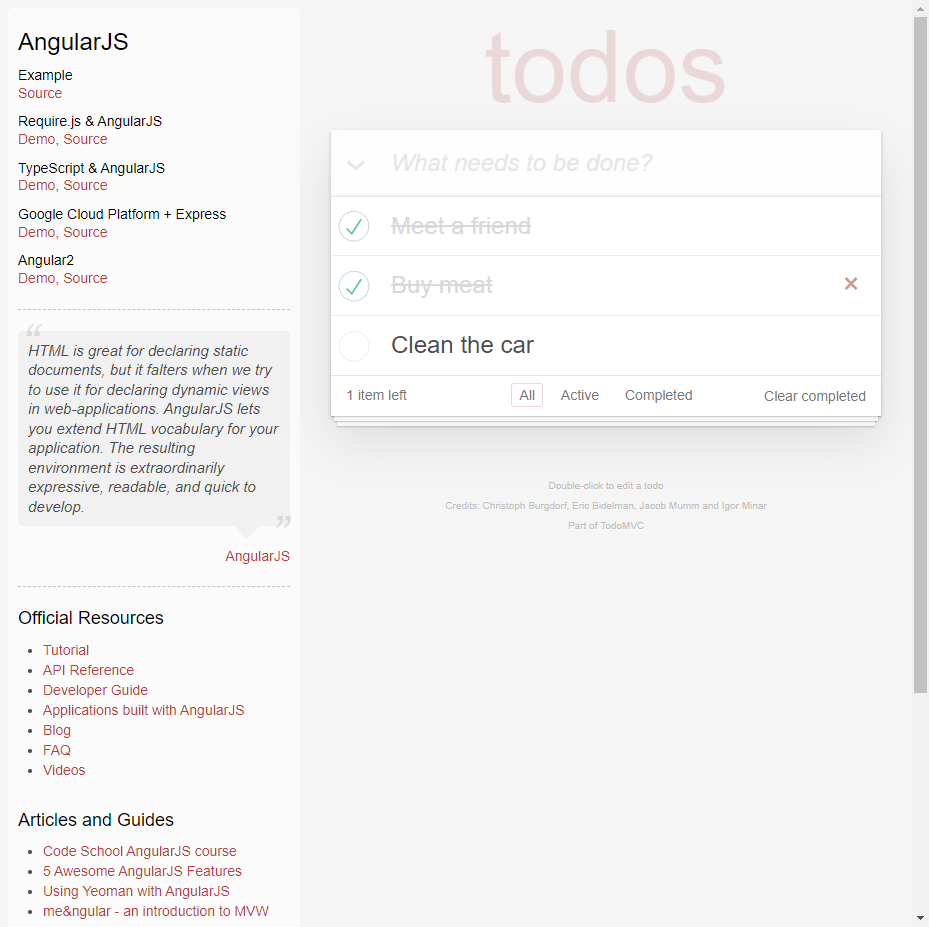 AngularJS
Example
Source
Require.js & AngularJS
Demo, Source
TypeScript & AngularJS
Demo, Source
Google Cloud Platform + Express
Demo, Source
Angular2
Demo, Source
“
HTML is great for declaring static
documents, but it falters when we try
to use it for declaring dynamic views
in web-applications. AngularJS lets
you extend HTML vocabulary for your
application. The resulting
environment is extraordinarily
expressive, readable, and quick to
develop.
”
AngularJS
Official Resources
Tutorial
API Reference
Developer Guide
Applications built with AngularJS
Blog
FAQ
Videos
Articles and Guides
Code School AngularJS course
5 Awesome AngularJS Features
Using Yeoman with AngularJS
me&ngular - an introduction to MVW
todos
What needs to be done?
Meet a friend
Buy meat
×
Clean the car
1 item left All Active Completed Clear completed
Double-click to edit a todo
Credits: Christoph Burgdorf, Eric Bidelman, Jacob Mumm and Igor Minar
Part of TodoMVC